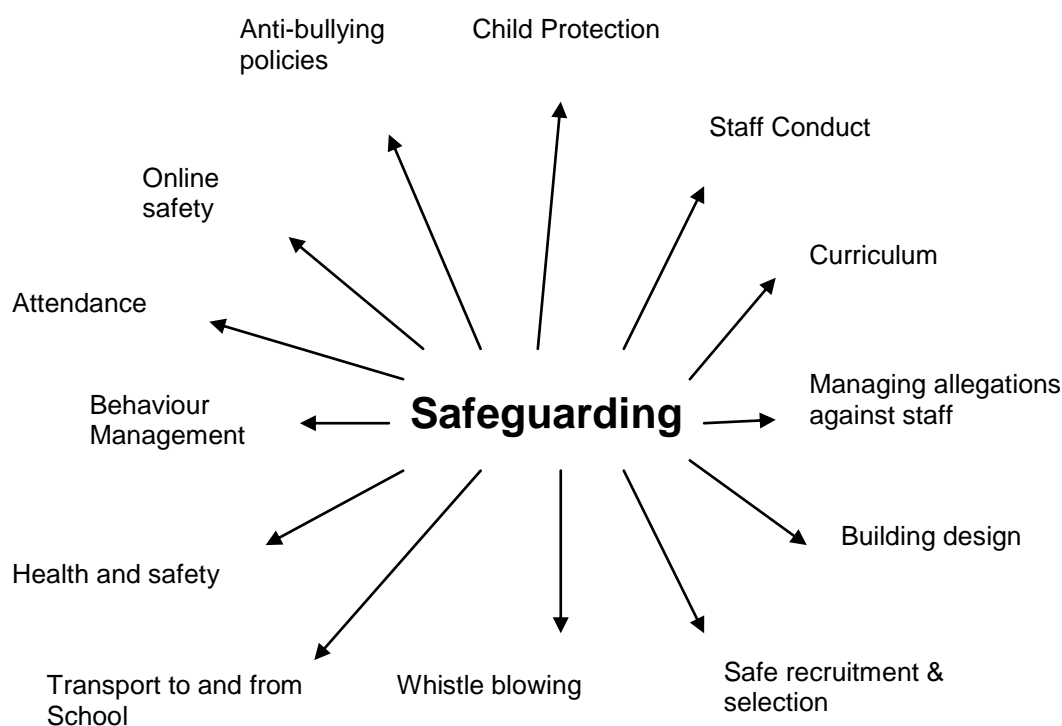 Anti-bullying
policies
Child Protection
Staff Conduct
Online
safety
Curriculum
Attendance
Managing allegations
against staff
Behaviour
Management
Safeguarding
Building design
Health and safety
Safe recruitment &
selection
Transport to and from
School
Whistle blowing